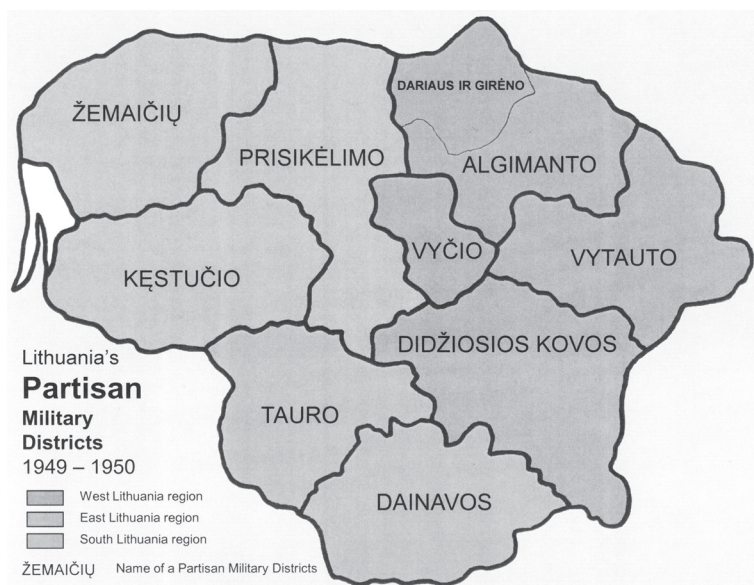 DARIAUS IR GIRĖNO
ŽEMAIČIŲ
PRISIKĖLIMO
ALGIMANTO
VYČIO
VYTAUTO
KĘSTUČIO
DIDŽIOSIOS KOVOS
TAURO
DAINAVOS
Lithuania's
Partisan
Military
Districts
1949 – 1950
West Lithuania region
East Lithuania region
South Lithuania region
ŽEMAIČIŲ Name of a Partisan Military Districts